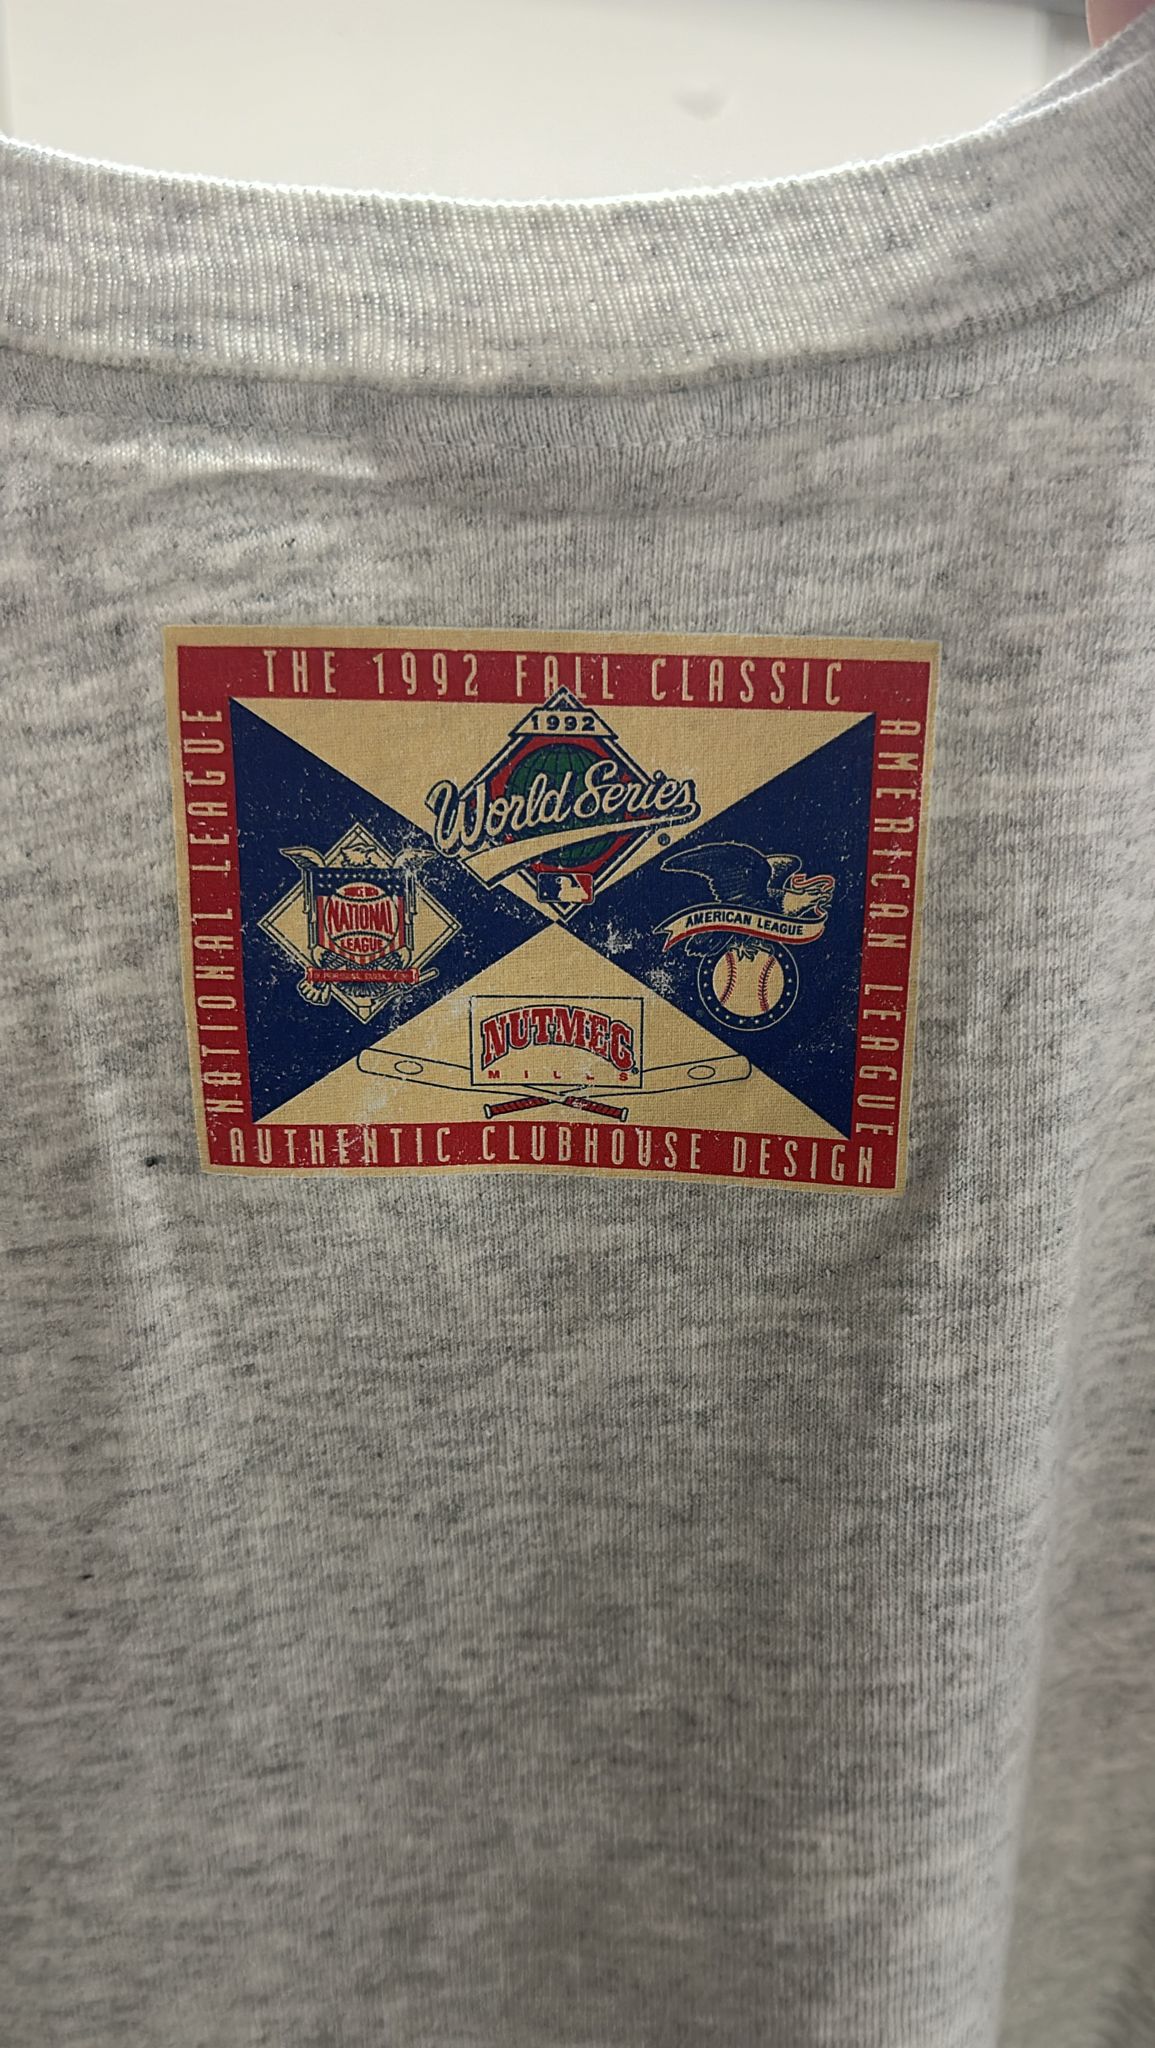 THE 1992 FALL CLASSIC
NATIONAL LEAGUE
AMERICAN LEAGUE
1992
World Series
®
NATIONAL
LEAGUE
AMERICAN LEAGUE
NUTMEG
MILLS
AUTHENTIC CLUBHOUSE DESIGN